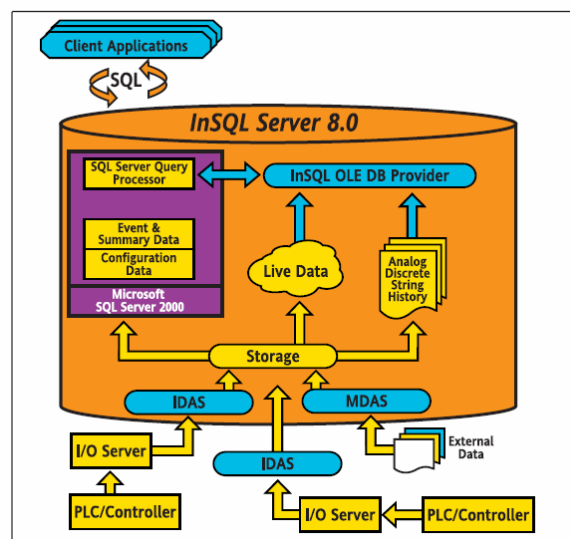 Client Applications
SQL
InSQL Server 8.0
SQL Server Query
Processor
InSQL OLE DB Provider
Event &
Summary Data
Configuration
Data
Live Data
Analog
Discrete
String
History
Microsoft
SQL Server 2000
Storage
IDAS
MDAS
I/O Server
IDAS
External
Data
PLC/Controller
I/O Server
PLC/Controller